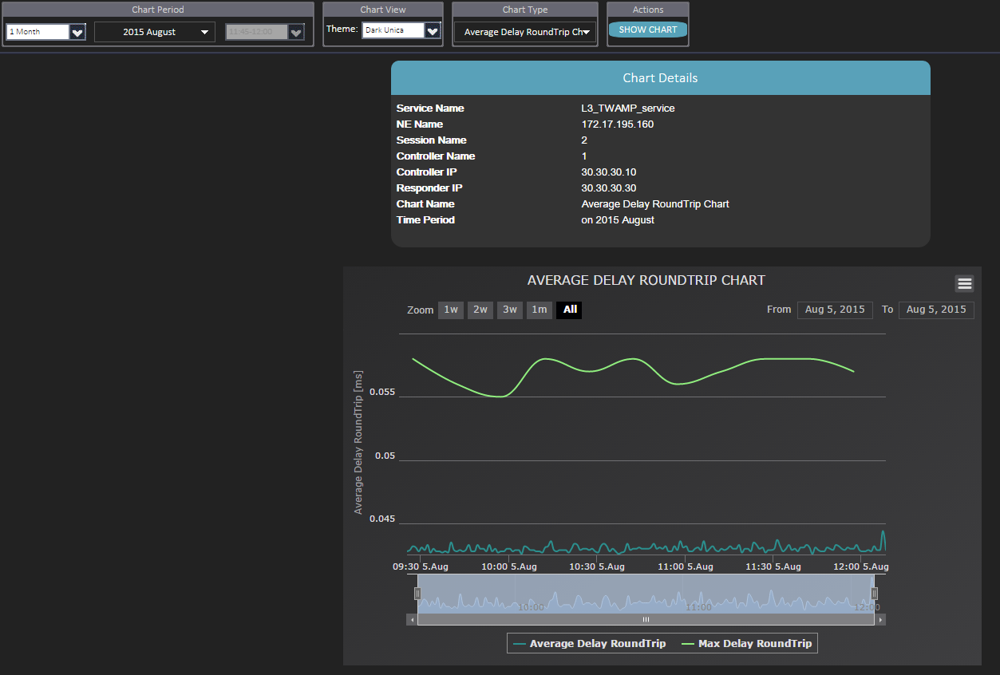 Chart Period Chart View Chart Type Actions
1 Month 2015 August 11:45-12:00 Theme: Dark Unica Average Delay RoundTrip Ch SHOW CHART
Chart Details
Service Name L3_TWAMP_service
NE Name 172.17.195.160
Session Name 2
Controller Name 1
Controller IP 30.30.30.10
Responder IP 30.30.30.30
Chart Name Average Delay RoundTrip Chart
Time Period on 2015 August
AVERAGE DELAY ROUNDTRIP CHART
Zoom 1w 2w 3w 1m All From Aug 5, 2015 To Aug 5, 2015
Average Delay RoundTrip [ms]
0.055
0.05
0.045
09:30 5.Aug 10:00 5.Aug 10:30 5.Aug 11:00 5.Aug 11:30 5.Aug 12:00 5.Aug
10:00 11:00 12:00
Average Delay RoundTrip Max Delay RoundTrip